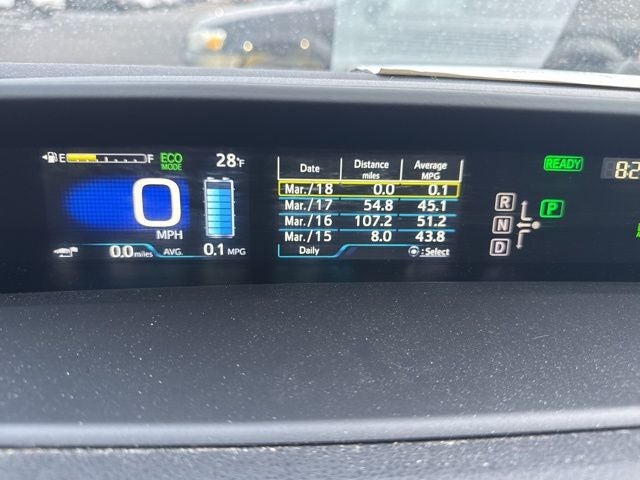 E F ECO MODE 28°F
0
MPH
0.0 miles AVG. 0.1 MPG
Date Distance miles Average MPG
Mar./18 0.0 0.1
Mar./17 54.8 45.1
Mar./16 107.2 51.2
Mar./15 8.0 43.8
Daily :Select
READY
R
N
D
P
8:2